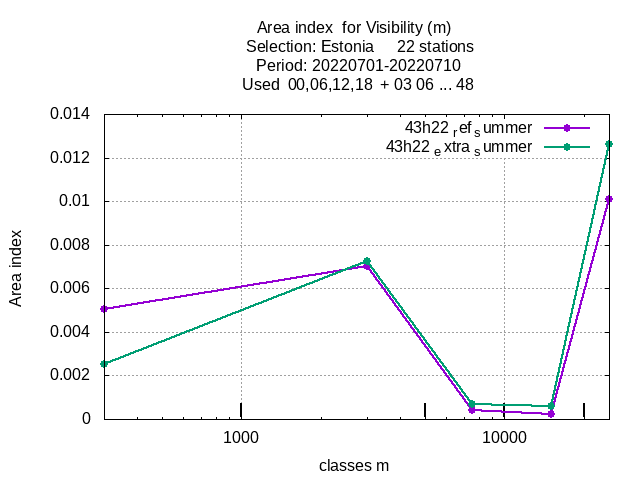 Area index  for Visibility (m)
Selection: Estonia     22 stations
Period: 20220701-20220710
Used  00,06,12,18  + 03 06 ... 48
0.014
43h22 ref summer
0.012
43h22 extra summer
0.01
0.008
Area index
0.006
0.004
0.002
0
1000
10000
classes m